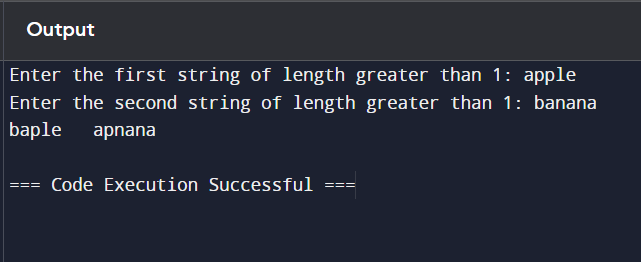 Output
Enter the first string of length greater than 1: apple
Enter the second string of length greater than 1: banana
baple   apnana
=== Code Execution Successful ===